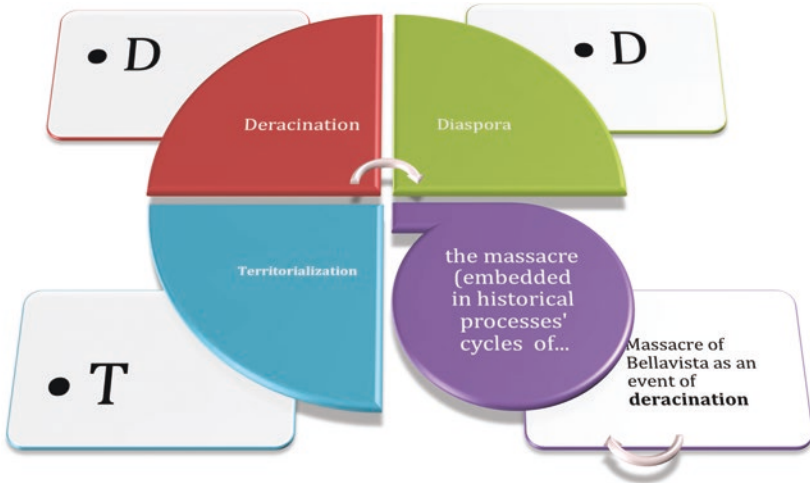 • D
• D
Deracination
Diaspora
Territorialization
the massacre
(embedded
in historical
processes'
cycles of...
• T
Massacre of
Bellavista as an
event of
deracination